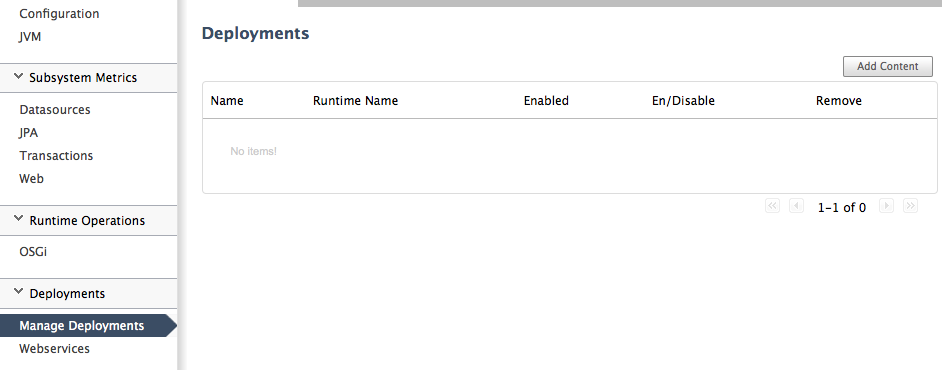 Configuration
JVM
Subsystem Metrics
Datasources
JPA
Transactions
Web
Runtime Operations
OSGi
Deployments
Manage Deployments
Webservices
Deployments
Add Content
Name Runtime Name Enabled En/Disable Remove
No items!
1-1 of 0